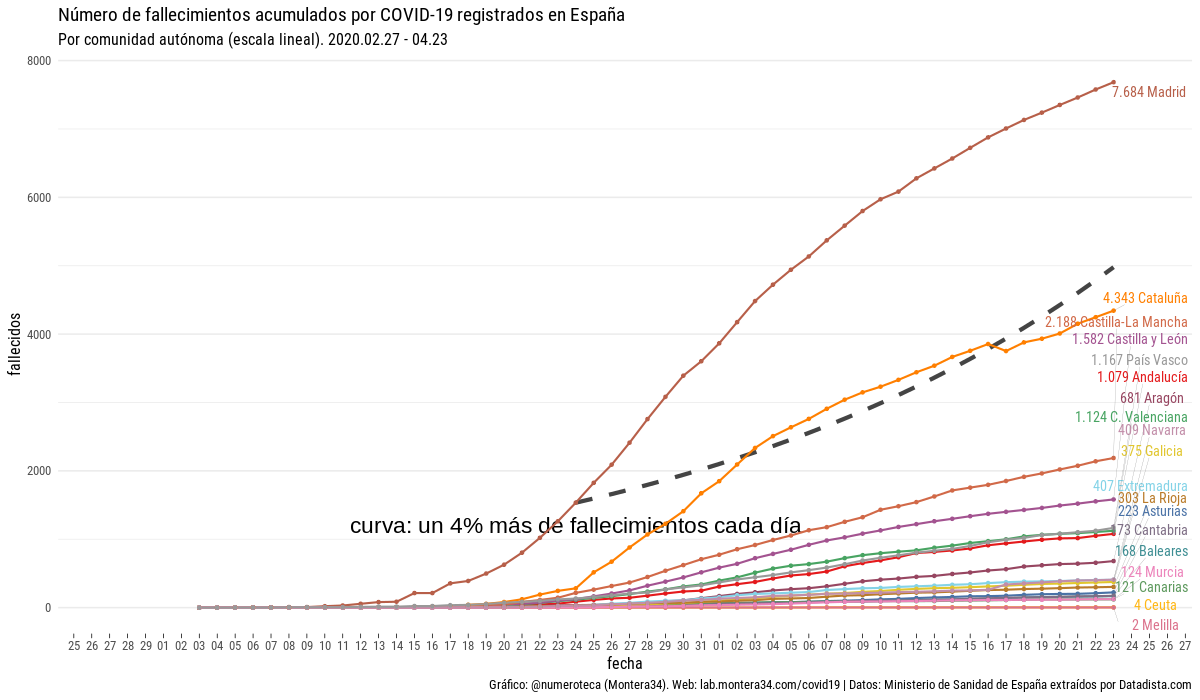 Número de fallecimientos acumulados por COVID-19 registrados en España
Por comunidad autónoma (escala lineal). 2020.02.27 - 04.23
8000
6000
4000
2000
0
fallecidos
7.684 Madrid
4.343 Cataluña
2.188 Castilla-La Mancha
1.582 Castilla y León
1.167 País Vasco
1.079 Andalucía
681 Aragón
1.124 C. Valenciana
409 Navarra
375 Galicia
407 Extremadura
303 La Rioja
223 Asturias
173 Cantabria
168 Baleares
124 Murcia
121 Canarias
4 Ceuta
2 Melilla
curva: un 4% más de fallecimientos cada día
25 26 27 28 29 01 02 03 04 05 06 07 08 09 10 11 12 13 14 15 16 17 18 19 20 21 22 23 24 25 26 27 28 29 30 31 01 02 03 04 05 06 07 08 09 10 11 12 13 14 15 16 17 18 19 20 21 22 23 24 25 26 27
fecha
Gráfico: @numeroteca (Montera34). Web: lab.montera34.com/covid19 | Datos: Ministerio de Sanidad de España extraídos por Datadista.com